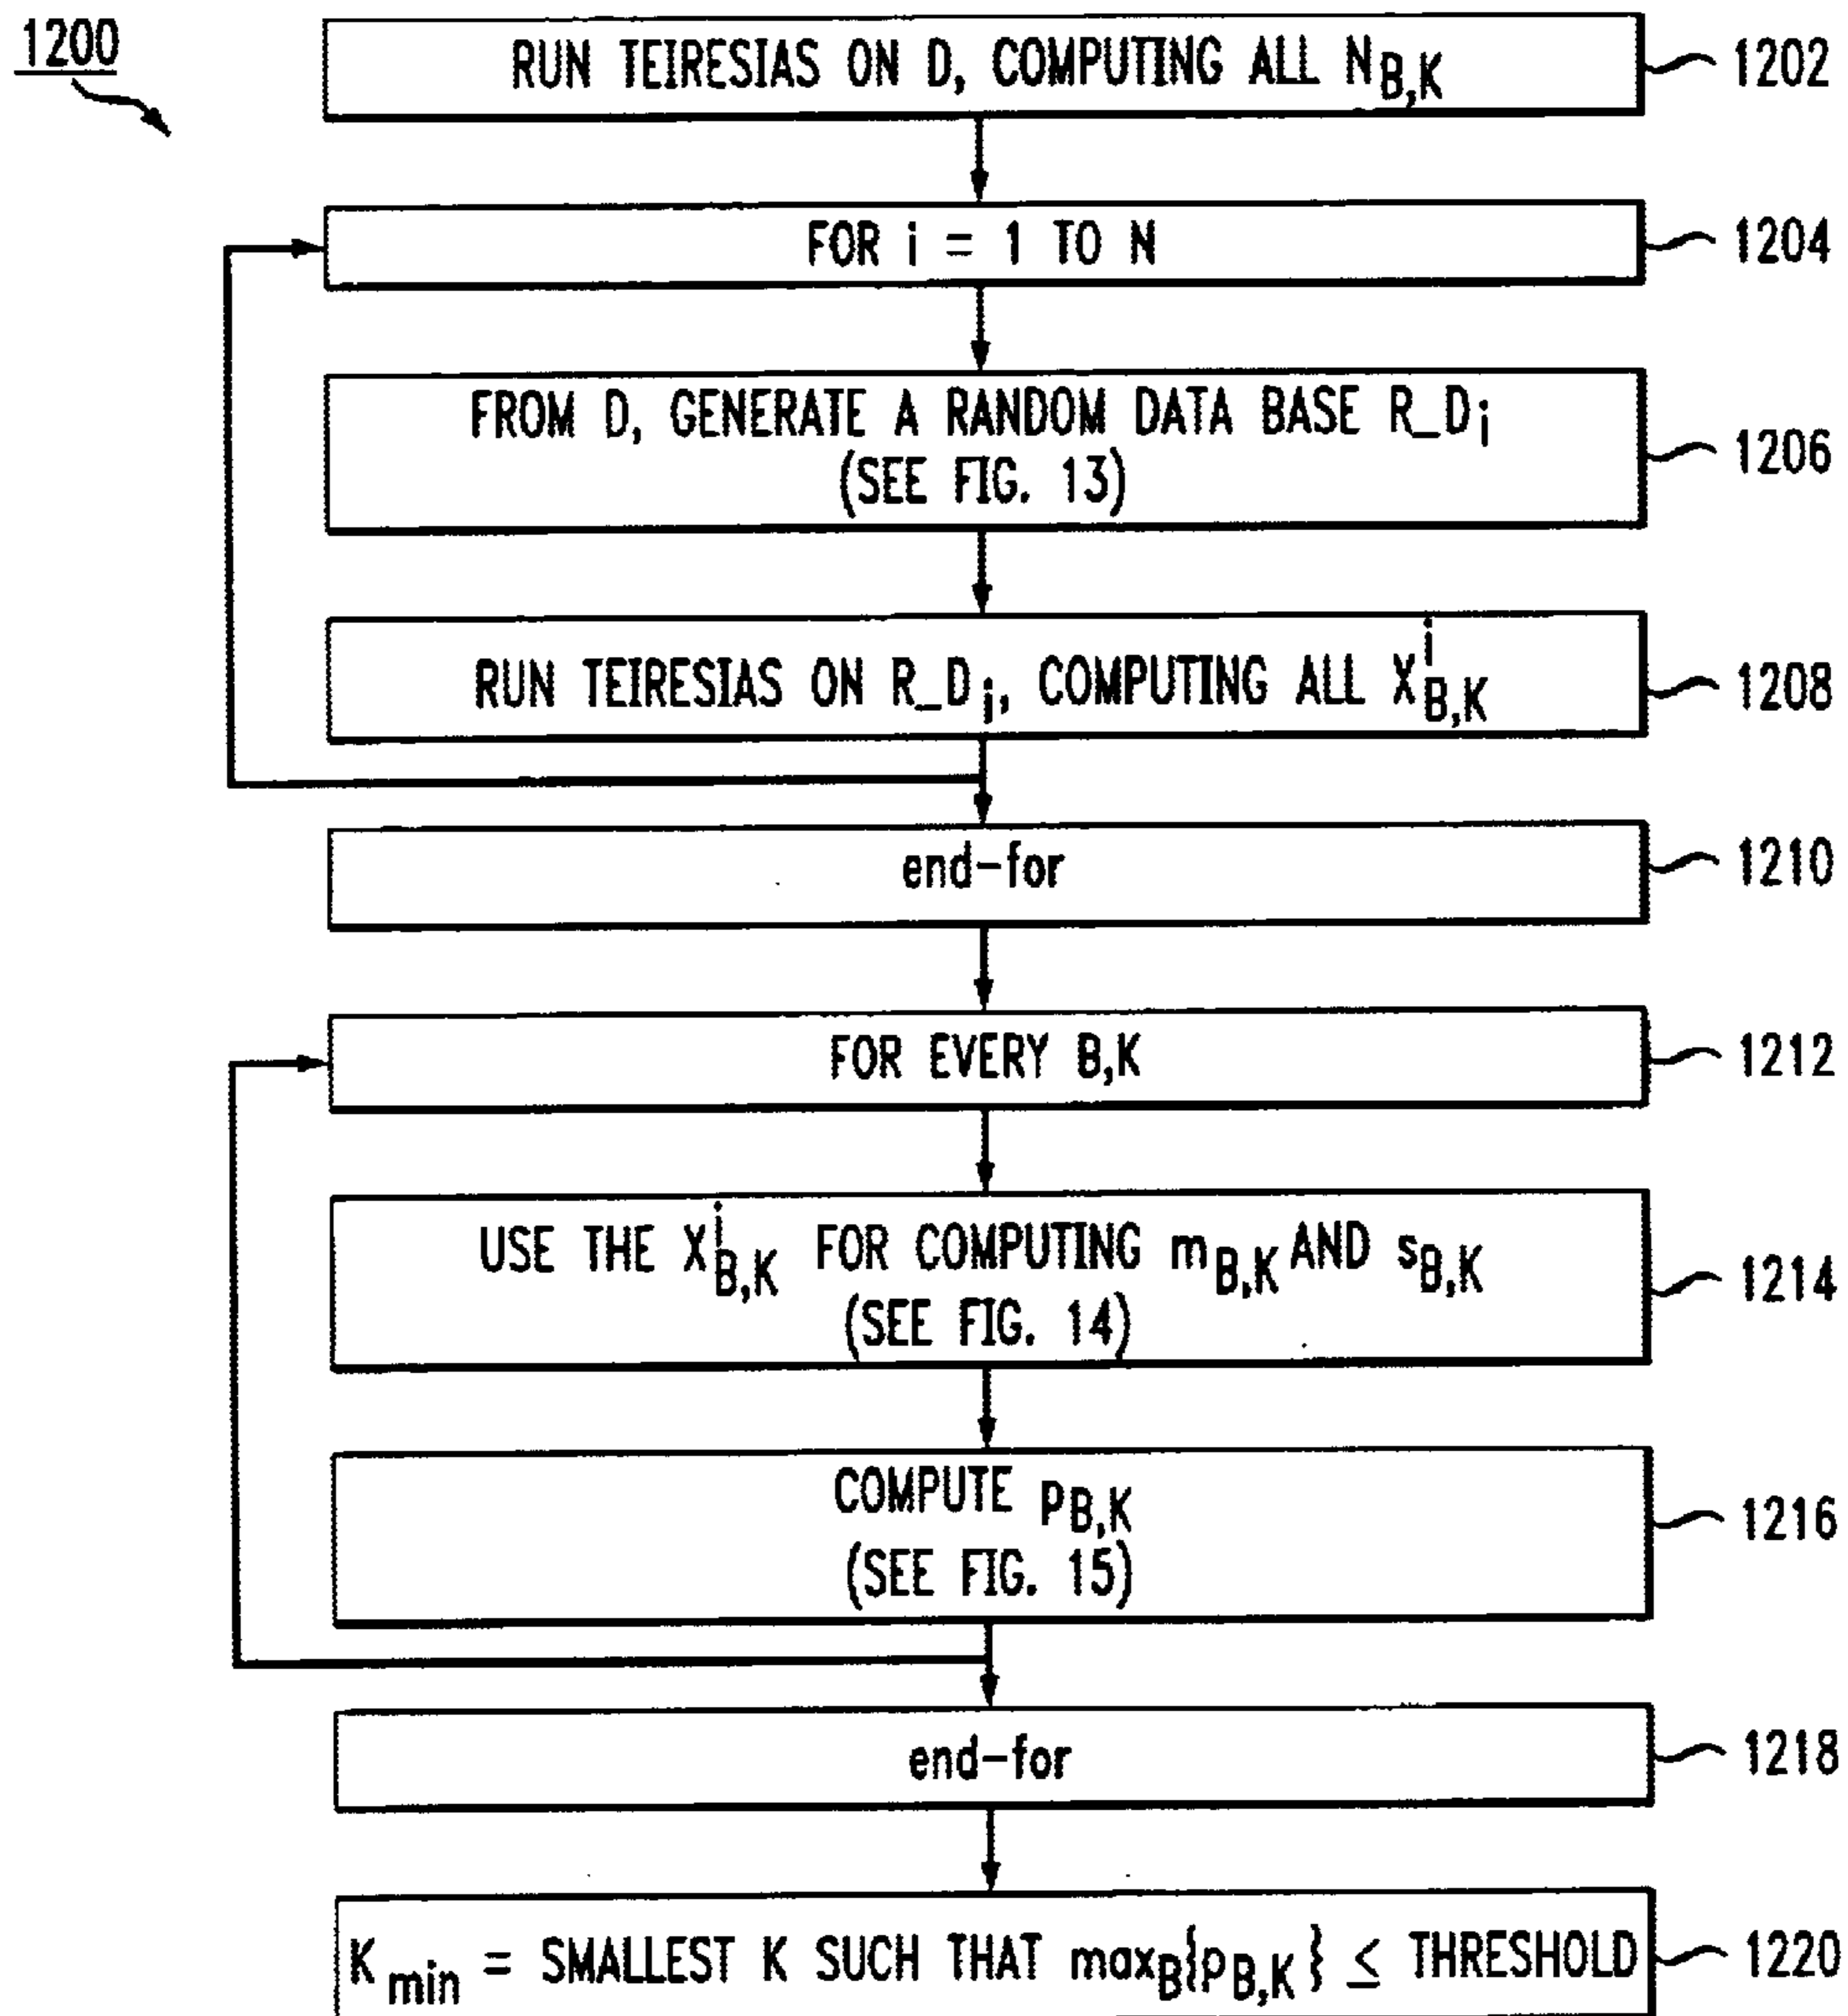 1200
RUN TEIRESIAS ON D, COMPUTING ALL N_B,K
1202
FOR i = 1 TO N
1204
FROM D, GENERATE A RANDOM DATA BASE R_D_i
(SEE FIG. 13)
1206
RUN TEIRESIAS ON R_D_i, COMPUTING ALL X^i_B,K
1208
end-for
1210
FOR EVERY B,K
1212
USE THE X^i_B,K FOR COMPUTING m_B,K AND s_B,K
(SEE FIG. 14)
1214
COMPUTE p_B,K
(SEE FIG. 15)
1216
end-for
1218
K_min = SMALLEST K SUCH THAT max_B{p_B,K} ≤ THRESHOLD
1220